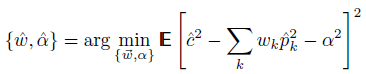 {ŵ, α̂} = arg min_{w⃗,α} 𝐄 [ĉ² − ∑_k w_k p̂_k² − α²]²